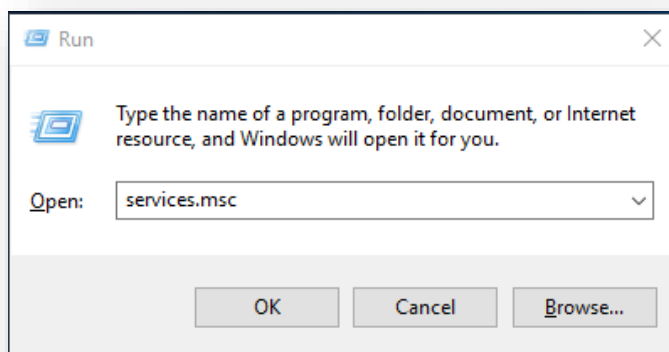 Run
Type the name of a program, folder, document, or Internet
resource, and Windows will open it for you.
Open: services.msc
OK Cancel Browse...